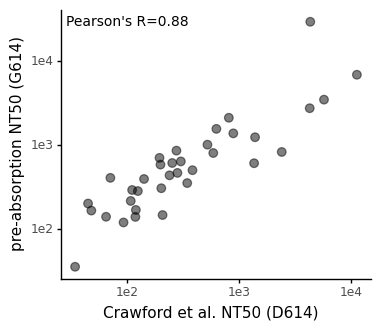 Pearson's R=0.88
pre-absorption NT50 (G614)
1e4
1e3
1e2
1e2
1e3
1e4
Crawford et al. NT50 (D614)